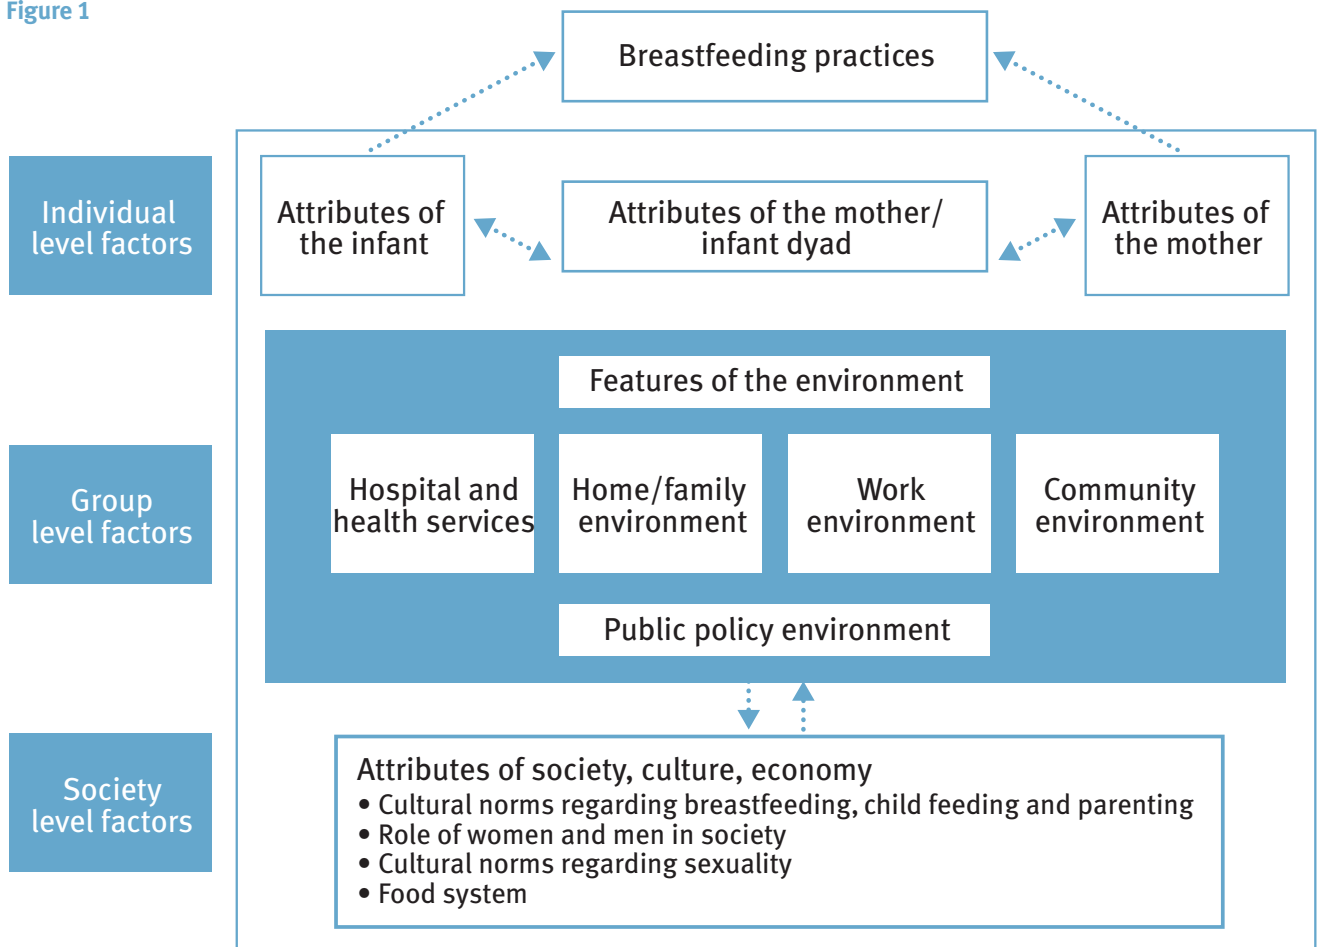 Figure 1
Breastfeeding practices
Individual
level factors
Attributes of
the infant
Attributes of the mother/
infant dyad
Attributes of
the mother
Features of the environment
Group
level factors
Hospital and
health services
Home/family
environment
Work
environment
Community
environment
Public policy environment
Society
level factors
Attributes of society, culture, economy
• Cultural norms regarding breastfeeding, child feeding and parenting
• Role of women and men in society
• Cultural norms regarding sexuality
• Food system